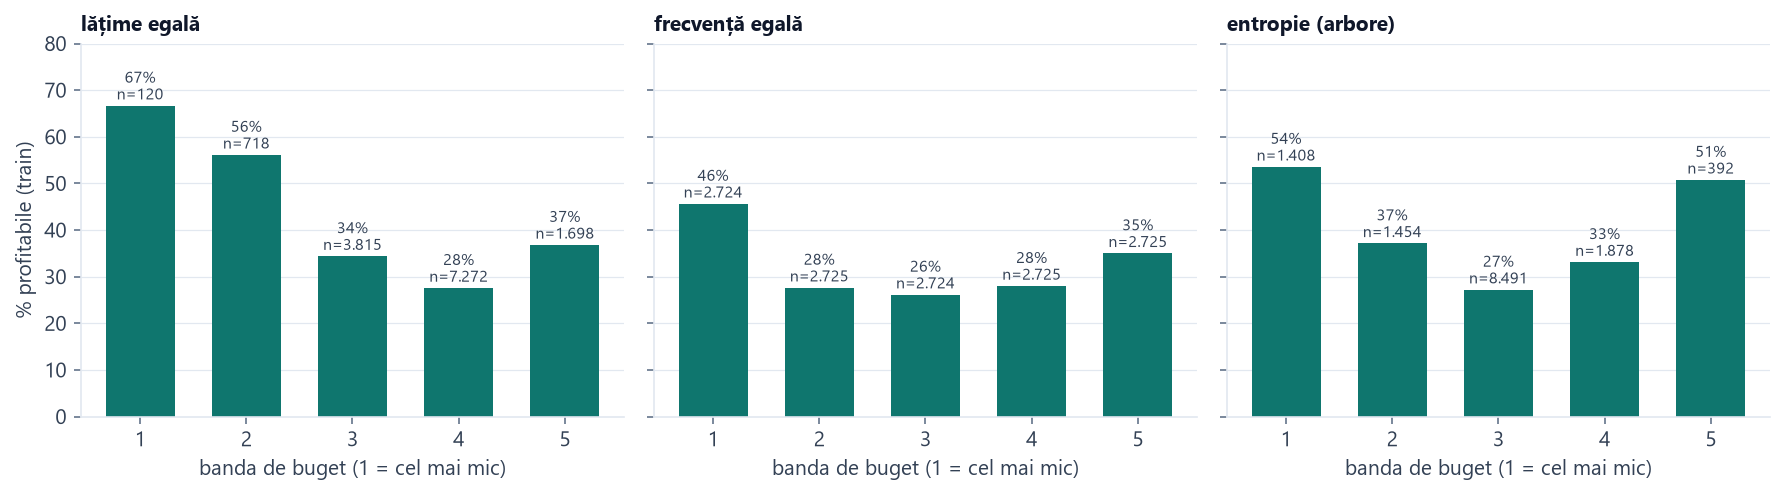 lățime egală
% profitabile (train)
80
70
60
50
40
30
20
10
0
67%
n=120
56%
n=718
34%
n=3.815
28%
n=7.272
37%
n=1.698
1 2 3 4 5
banda de buget (1 = cel mai mic)
frecvență egală
46%
n=2.724
28%
n=2.725
26%
n=2.724
28%
n=2.725
35%
n=2.725
1 2 3 4 5
banda de buget (1 = cel mai mic)
entropie (arbore)
54%
n=1.408
37%
n=1.454
27%
n=8.491
33%
n=1.878
51%
n=392
1 2 3 4 5
banda de buget (1 = cel mai mic)